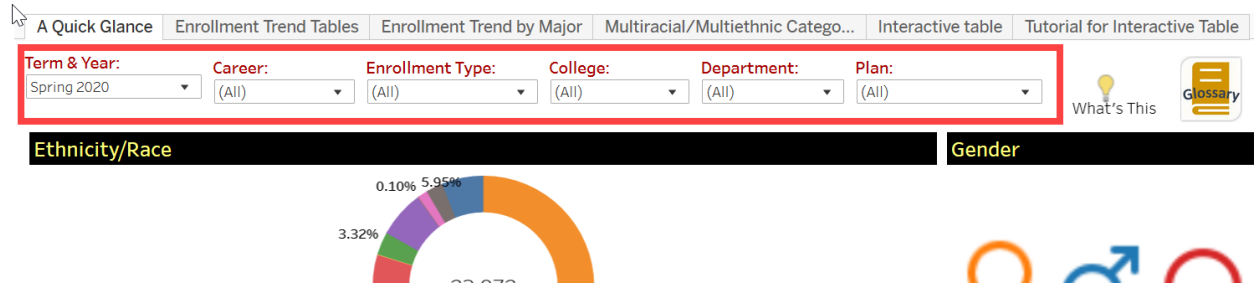 A Quick Glance
Enrollment Trend Tables
Enrollment Trend by Major
Multiracial/Multiethnic Catego...
Interactive table
Tutorial for Interactive Table
Term & Year:
Career:
Enrollment Type:
College:
Department:
Plan:
Spring 2020
(All)
(All)
(All)
(All)
(All)
What's This
Glossary
Ethnicity/Race
Gender
0.10%
5.95%
3.32%